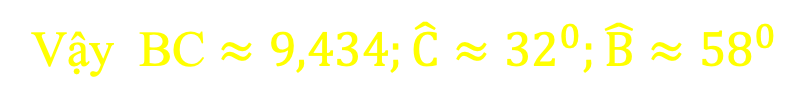 Vậy BC ≈ 9,434; Ĉ ≈ 32⁰; B̂ ≈ 58⁰